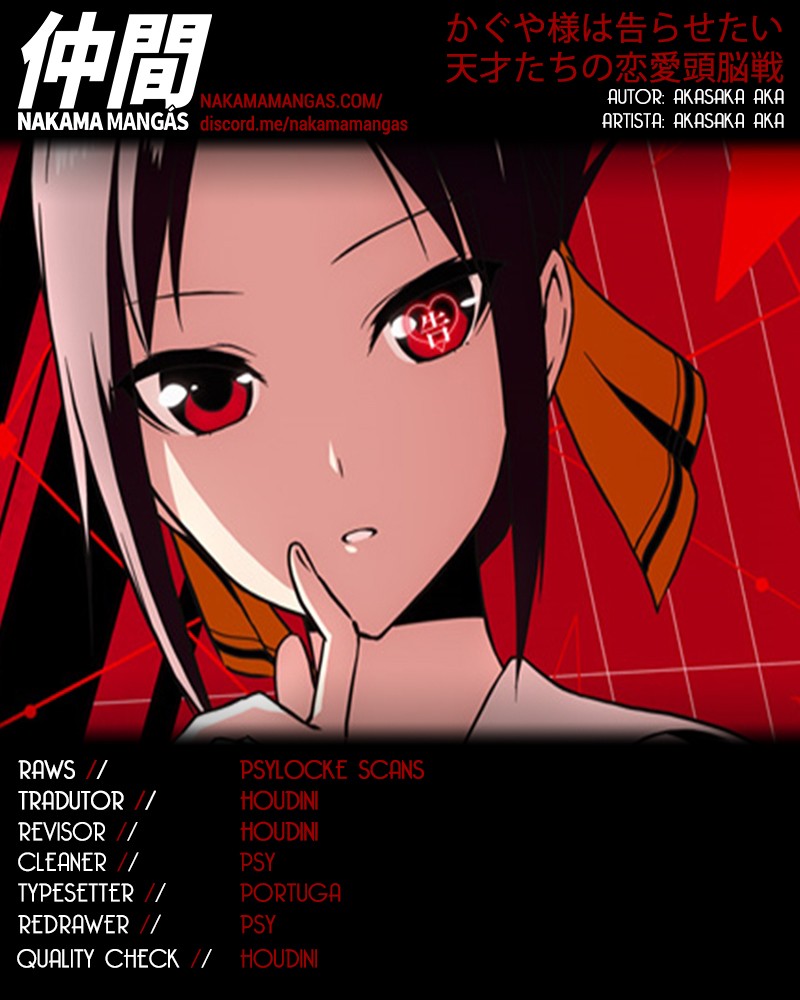 仲間
NAKAMA MANGÁS
NAKAMAMANGAS.COM/
discord.me/nakamamangas
かぐや様は告らせたい
天才たちの恋愛頭脳戦
AUTOR: AKASAKA AKA
ARTISTA: AKASAKA AKA
告
RAWS // PSYLOCKE SCANS
TRADUTOR // HOUDINI
REVISOR // HOUDINI
CLEANER // PSY
TYPESETTER // PORTUGA
REDRAWER // PSY
QUALITY CHECK // HOUDINI